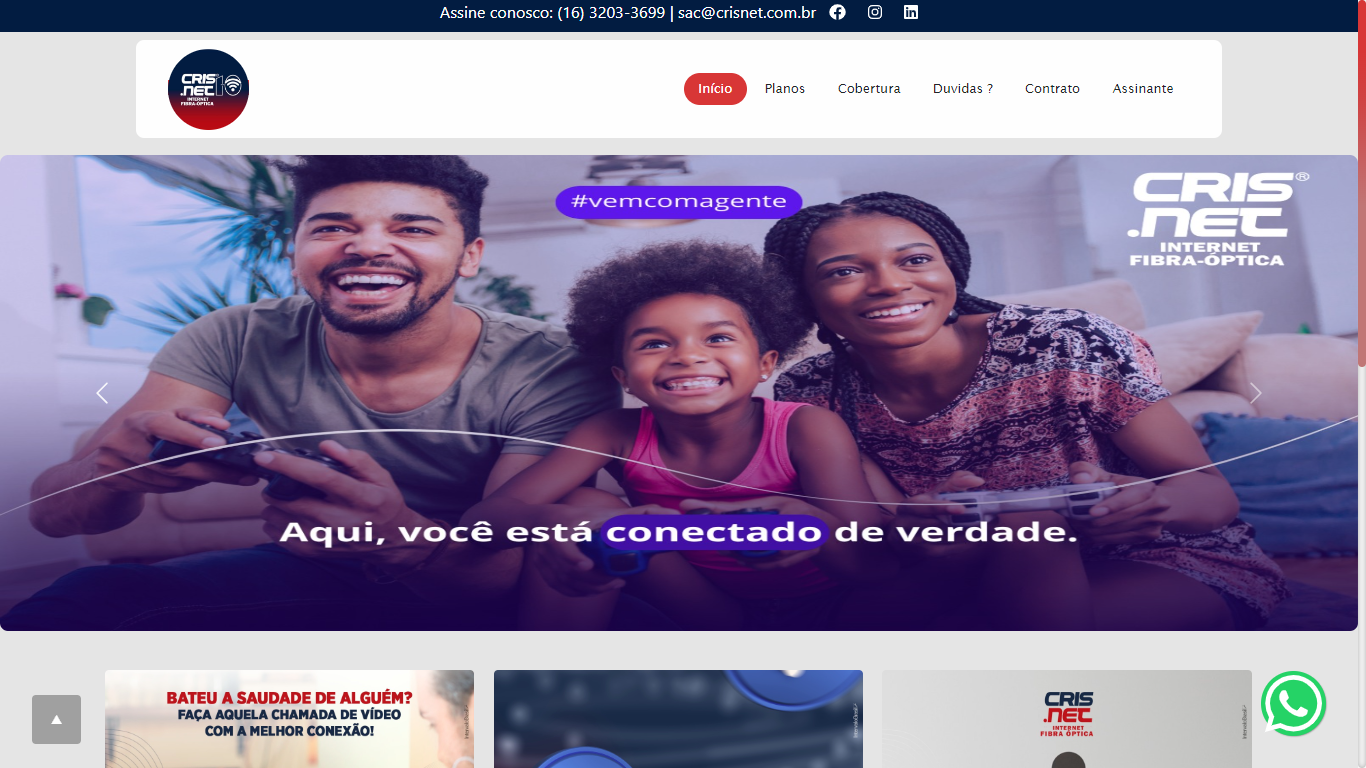 Assine conosco: (16) 3203-3699 | sac@crisnet.com.br
CRIS
.NET 10
INTERNET
FIBRA-ÓPTICA
Início Planos Cobertura Duvidas ? Contrato Assinante
#vemcomagente
CRIS®
.NET
INTERNET
FIBRA-ÓPTICA
Aqui, você está conectado de verdade.
BATEU A SAUDADE DE ALGUÉM?
FAÇA AQUELA CHAMADA DE VÍDEO
COM A MELHOR CONEXÃO!
CRIS
.NET
INTERNET
FIBRA ÓPTICA